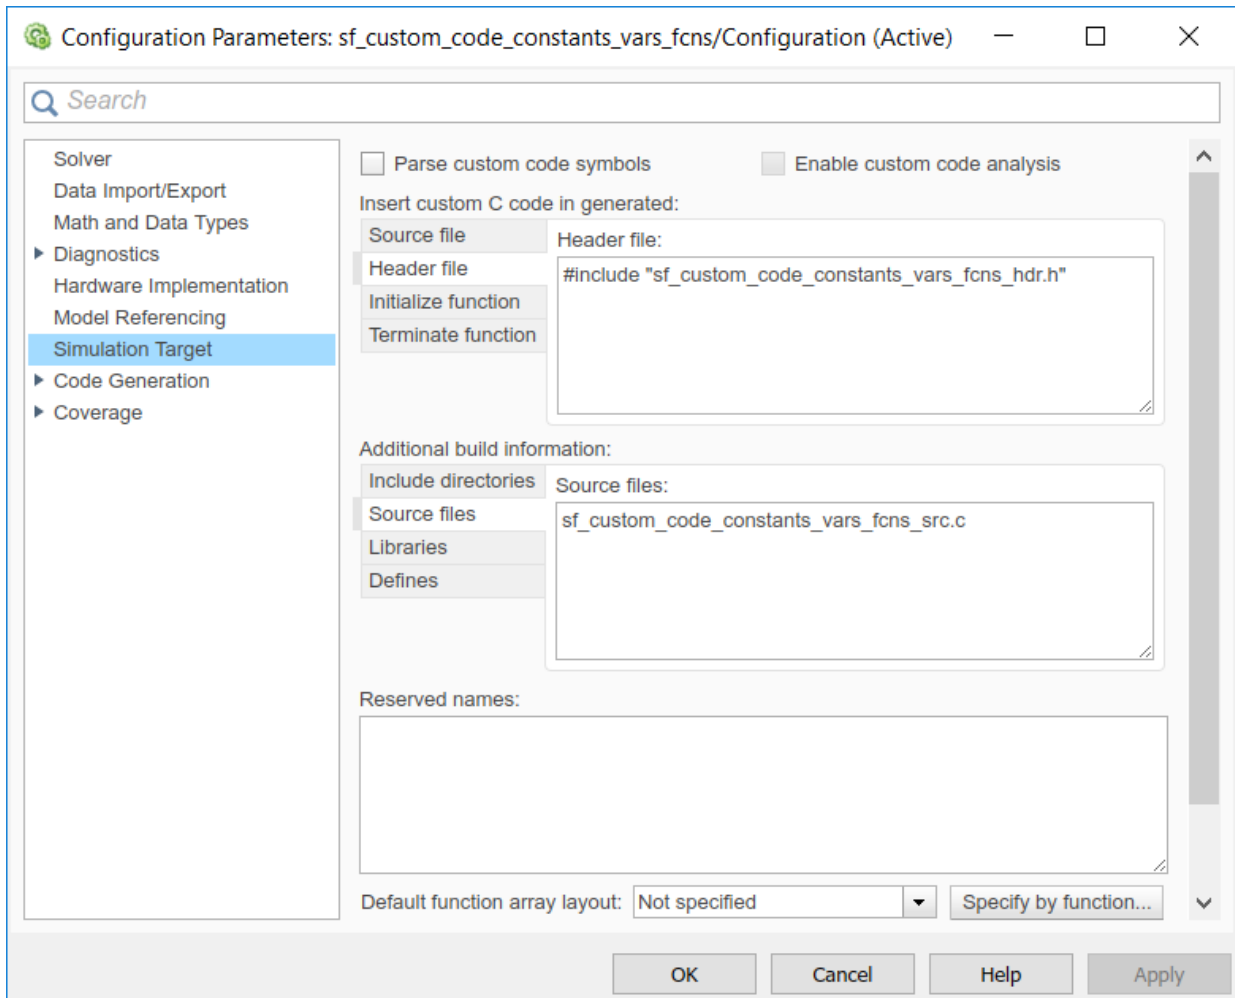 Configuration Parameters: sf_custom_code_constants_vars_fcns/Configuration (Active)
Search
Solver
Data Import/Export
Math and Data Types
Diagnostics
Hardware Implementation
Model Referencing
Simulation Target
Code Generation
Coverage
Parse custom code symbols
Enable custom code analysis
Insert custom C code in generated:
Source file
Header file
Initialize function
Terminate function
Header file:
#include "sf_custom_code_constants_vars_fcns_hdr.h"
Additional build information:
Include directories
Source files
Libraries
Defines
Source files:
sf_custom_code_constants_vars_fcns_src.c
Reserved names:
Default function array layout: Not specified
Specify by function...
OK
Cancel
Help
Apply